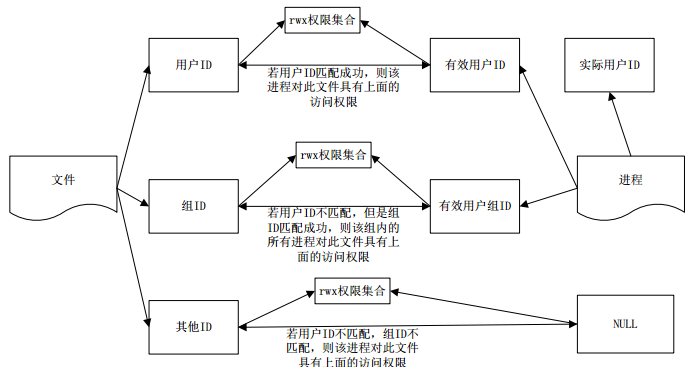 rwx权限集合
用户ID
有效用户ID
实际用户ID
若用户ID匹配成功，则该
进程对此文件具有上面的
访问权限
rwx权限集合
文件
进程
组ID
有效用户组ID
若用户ID不匹配，但是组
ID匹配成功，则该组内的
所有进程对此文件具有上
面的访问权限
rwx权限集合
其他ID
NULL
若用户ID不匹配，组ID不
匹配，则该进程对此文件
具有上面的访问权限